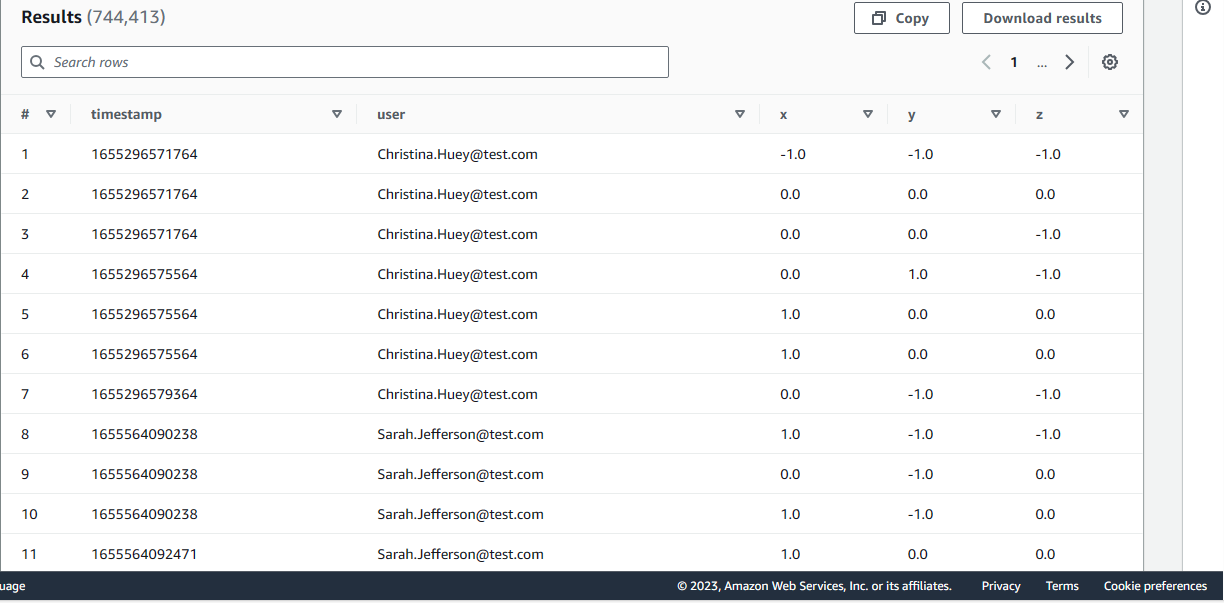 Results (744,413) Copy Download results
Search rows 1 ...
# timestamp user x y z
1 1655296571764 Christina.Huey@test.com -1.0 -1.0 -1.0
2 1655296571764 Christina.Huey@test.com 0.0 0.0 0.0
3 1655296571764 Christina.Huey@test.com 0.0 0.0 -1.0
4 1655296575564 Christina.Huey@test.com 0.0 1.0 -1.0
5 1655296575564 Christina.Huey@test.com 1.0 0.0 0.0
6 1655296575564 Christina.Huey@test.com 1.0 0.0 0.0
7 1655296579364 Christina.Huey@test.com 0.0 -1.0 -1.0
8 1655564090238 Sarah.Jefferson@test.com 1.0 -1.0 -1.0
9 1655564090238 Sarah.Jefferson@test.com 0.0 -1.0 0.0
10 1655564090238 Sarah.Jefferson@test.com 1.0 -1.0 0.0
11 1655564092471 Sarah.Jefferson@test.com 1.0 0.0 0.0
uage © 2023, Amazon Web Services, Inc. or its affiliates. Privacy Terms Cookie preferences